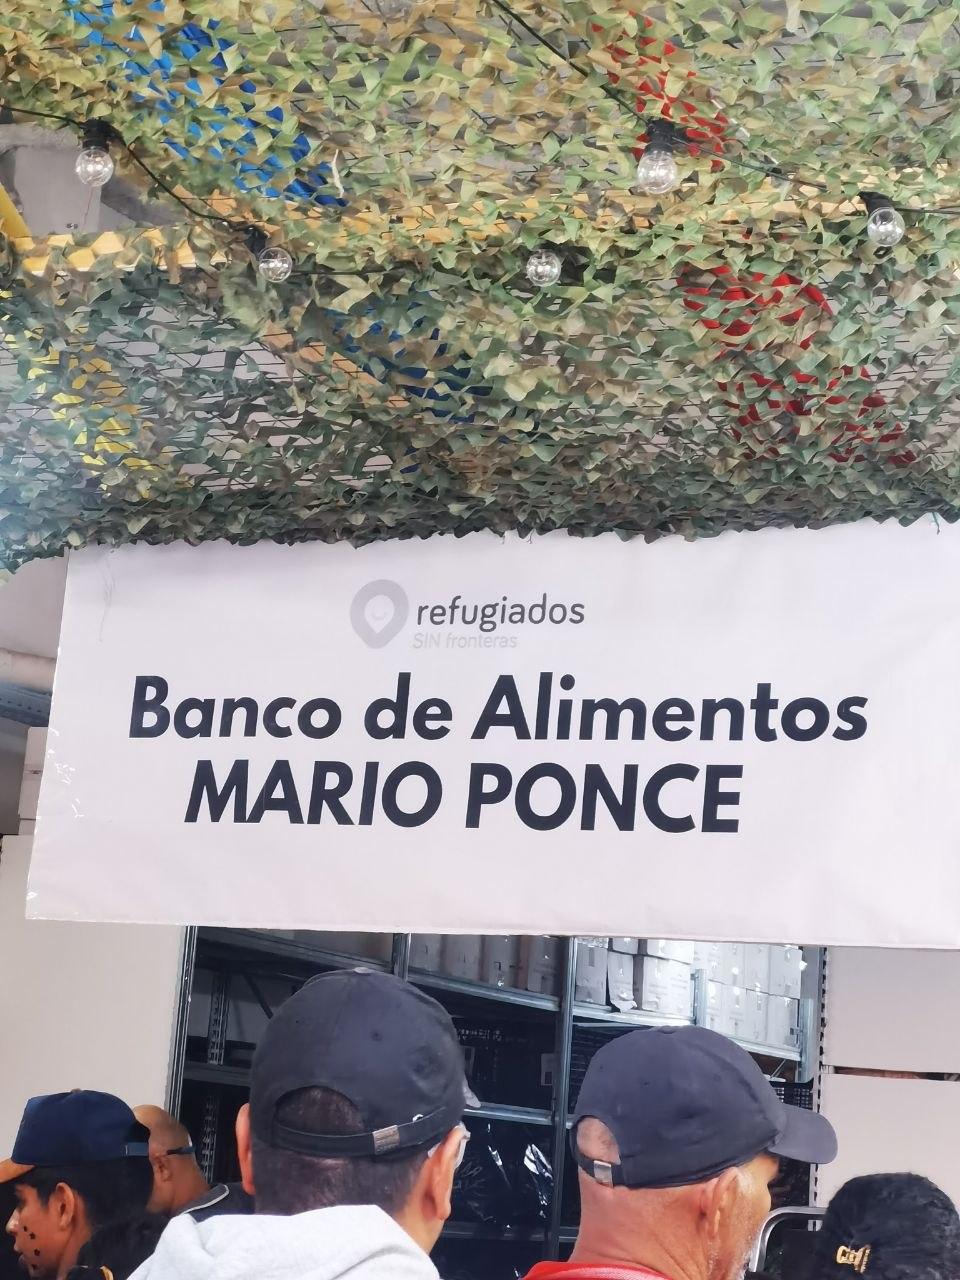 refugiados
SIN fronteras
Banco de Alimentos
MARIO PONCE